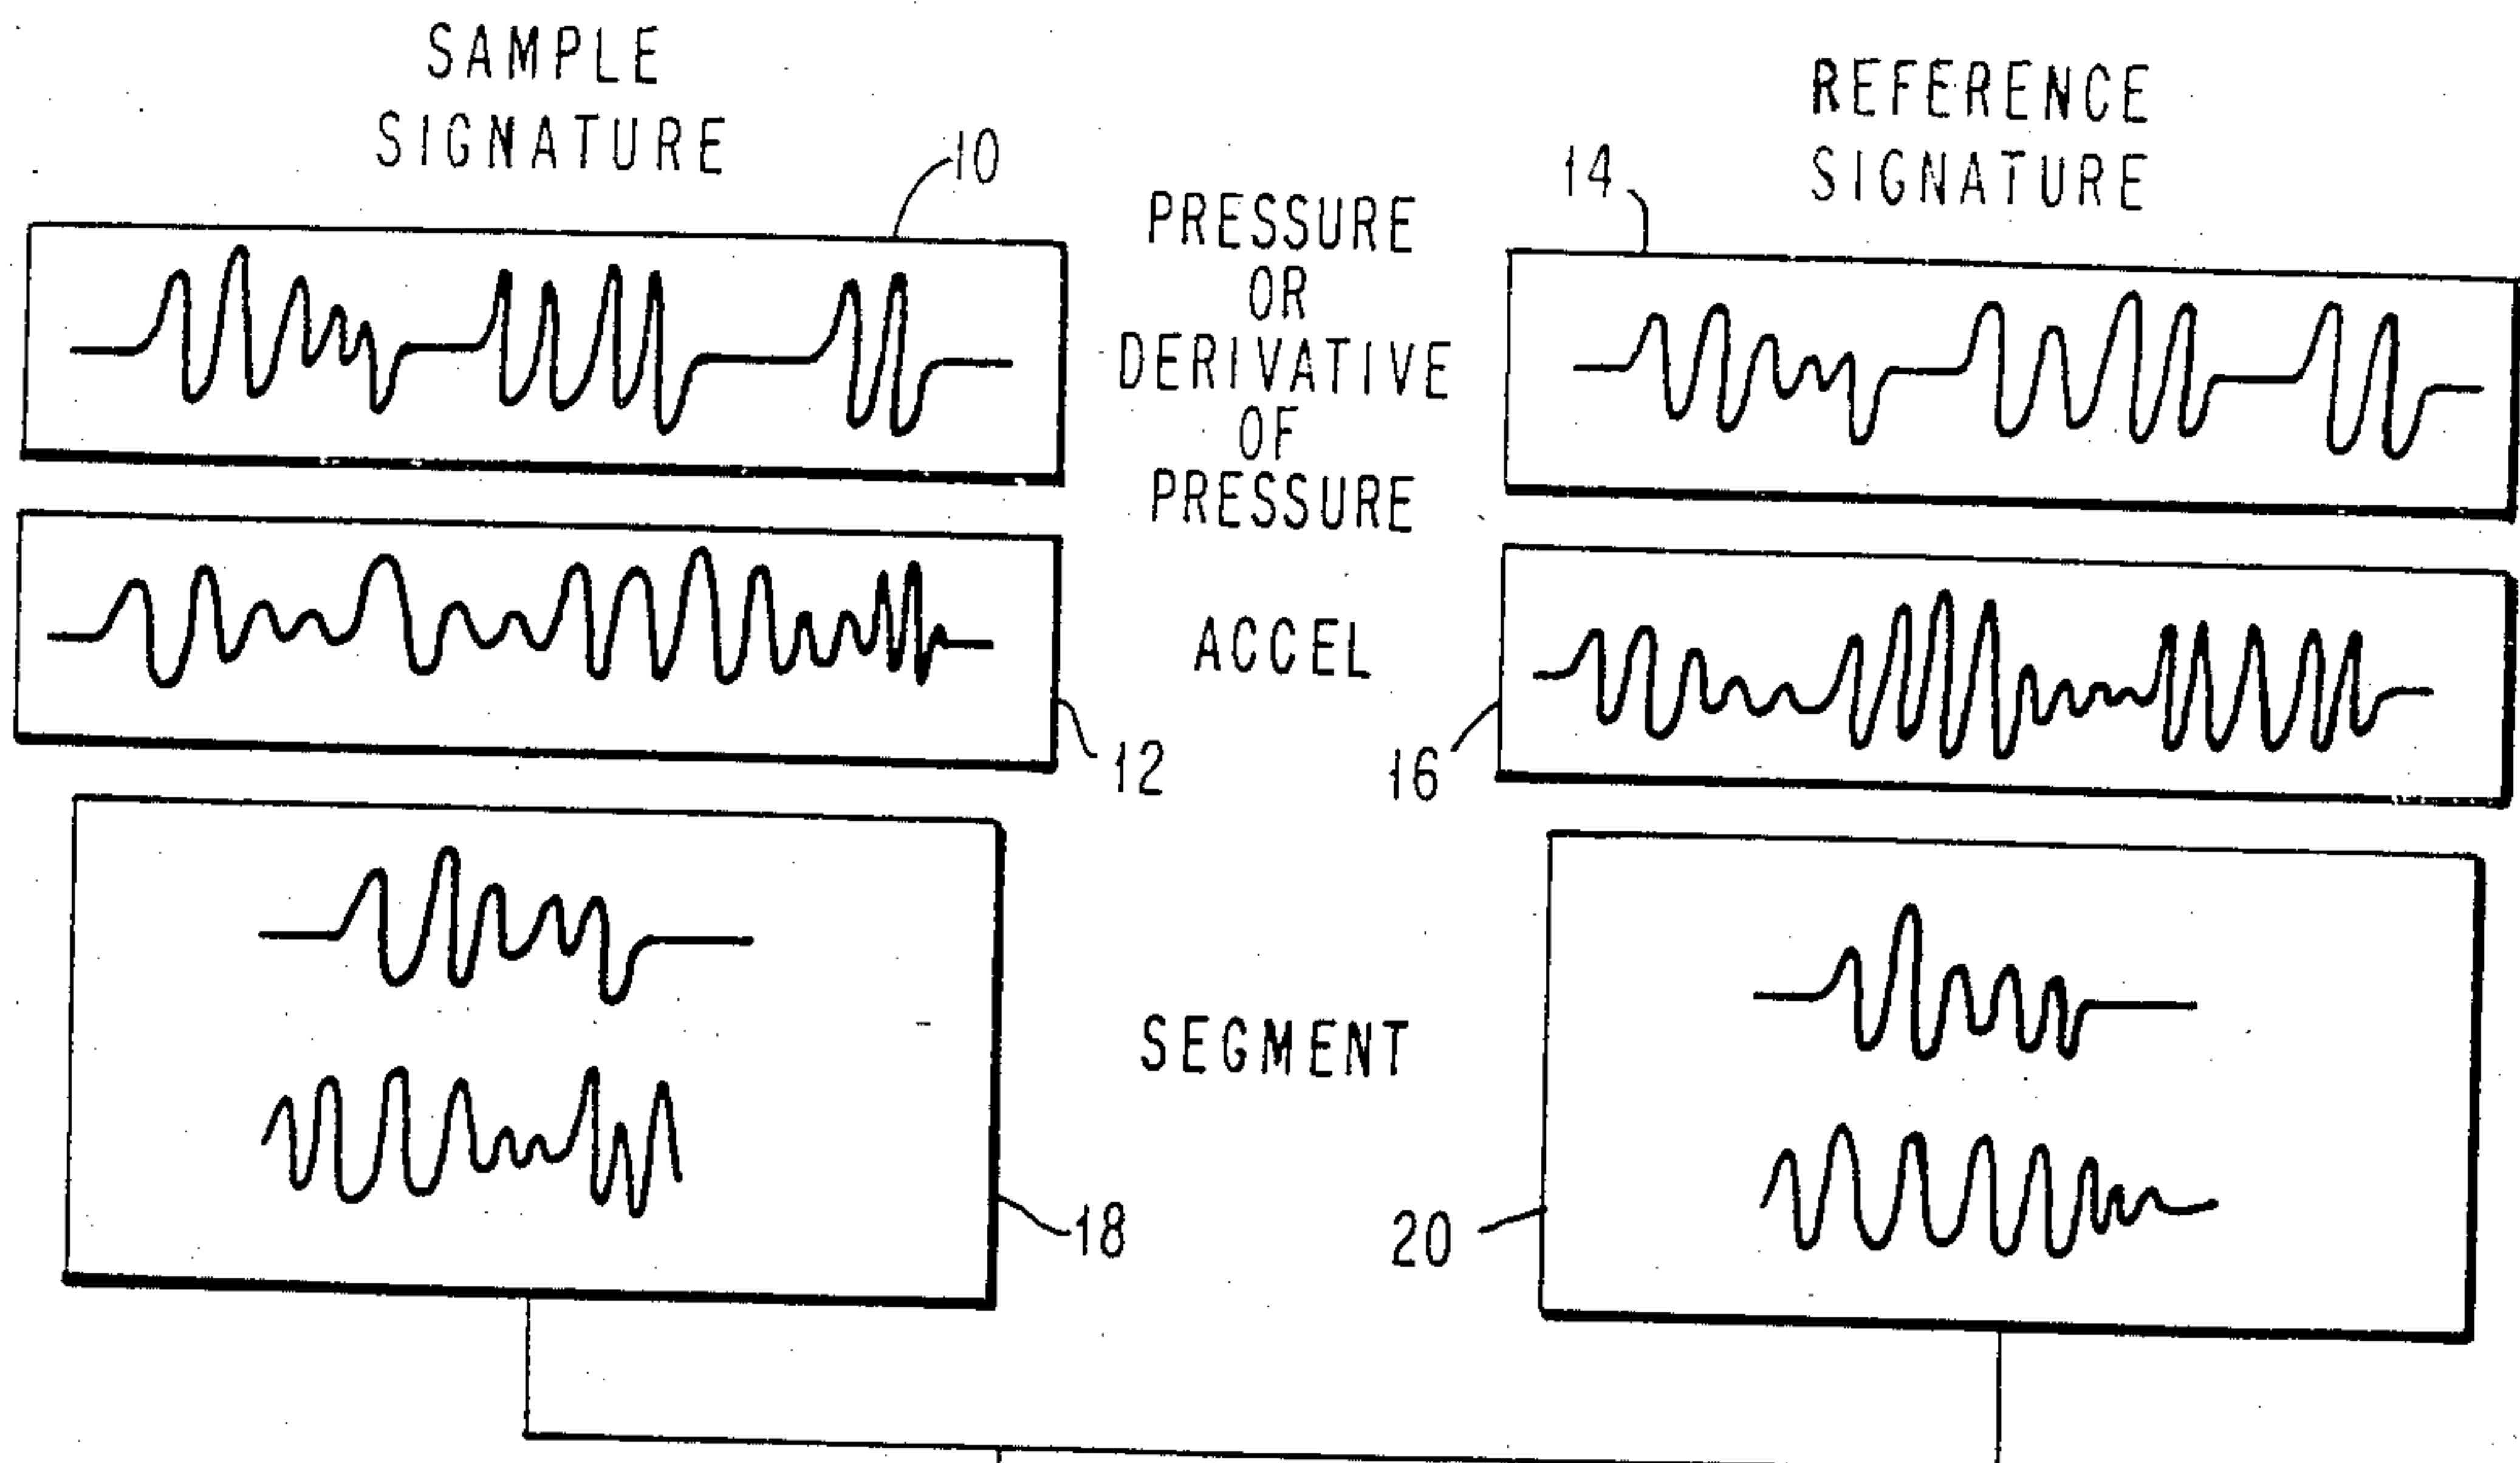 SAMPLE
SIGNATURE
10
PRESSURE
OR
DERIVATIVE
OF
PRESSURE
14
REFERENCE
SIGNATURE
ACCEL
12
16
SEGMENT
18
20